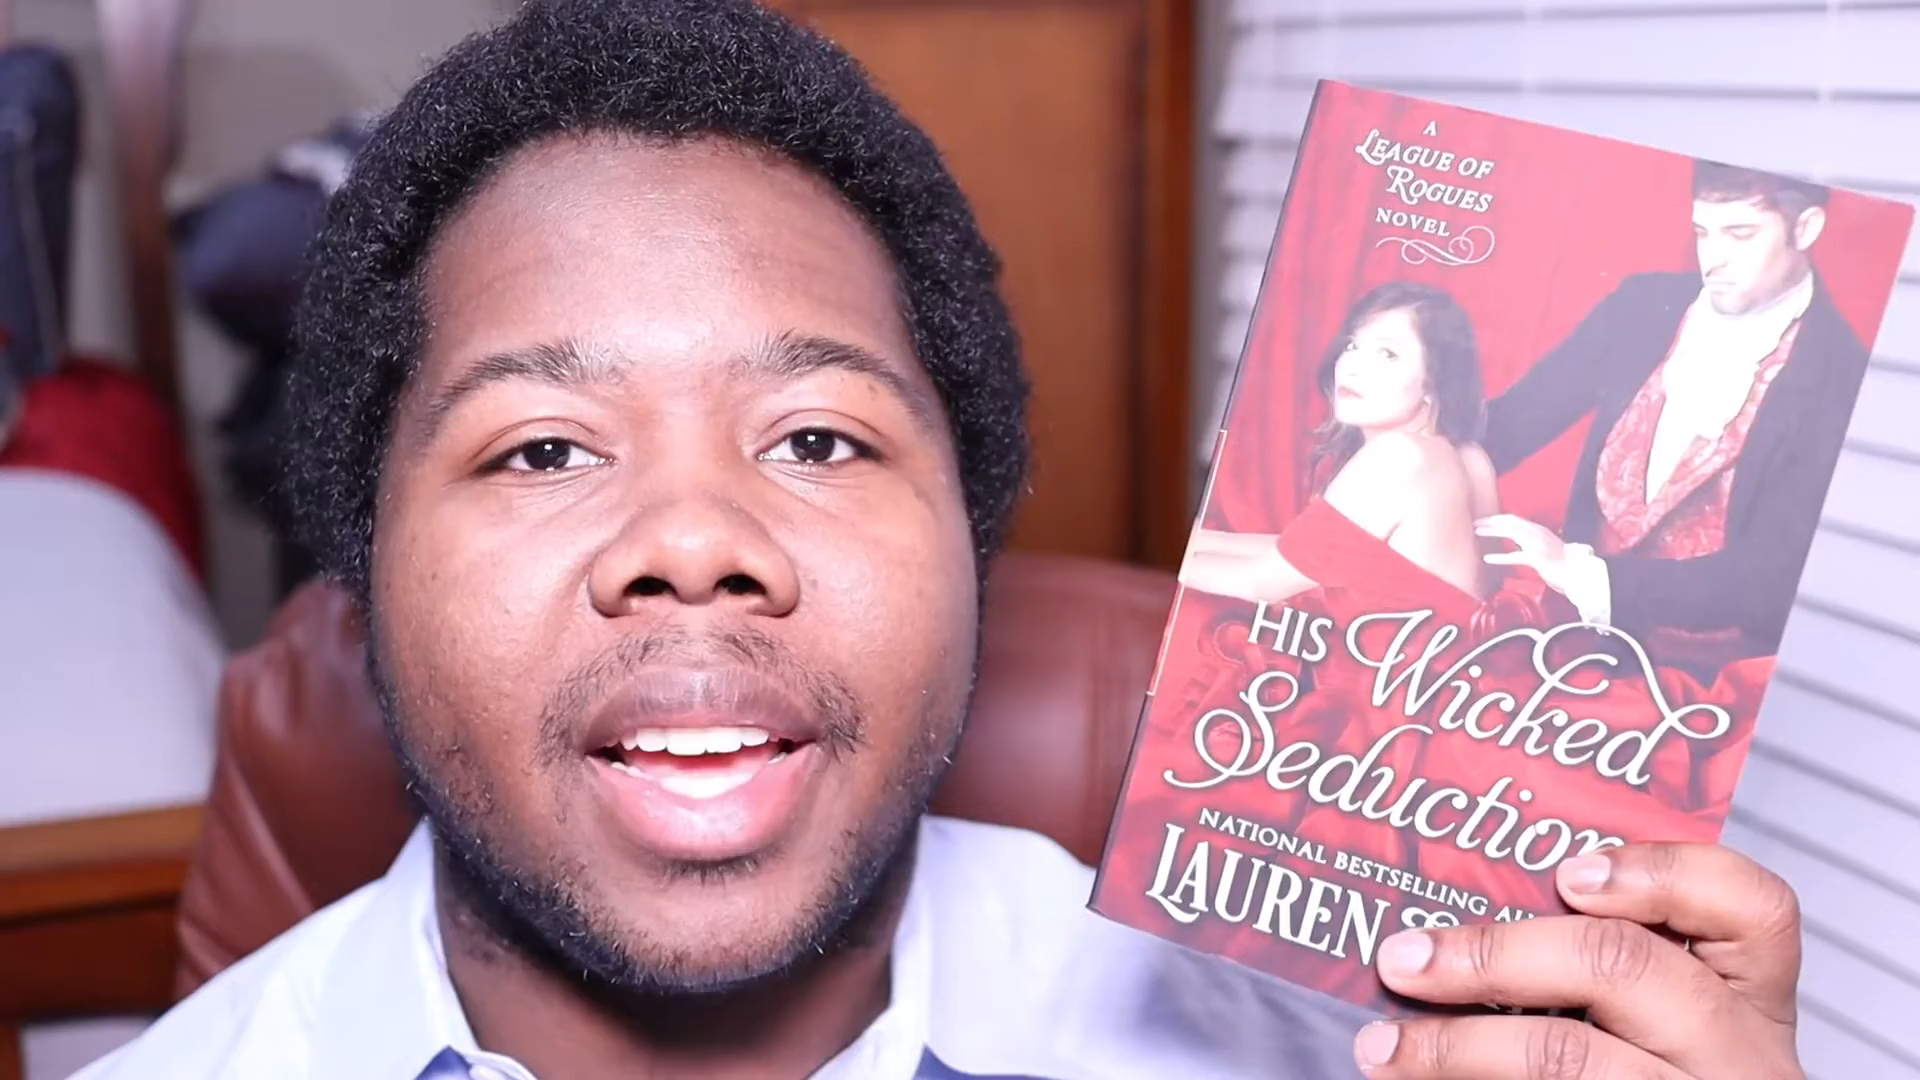 A
LEAGUE OF
ROGUES
NOVEL
HIS Wicked
Seduction
NATIONAL BESTSELLING
LAUREN